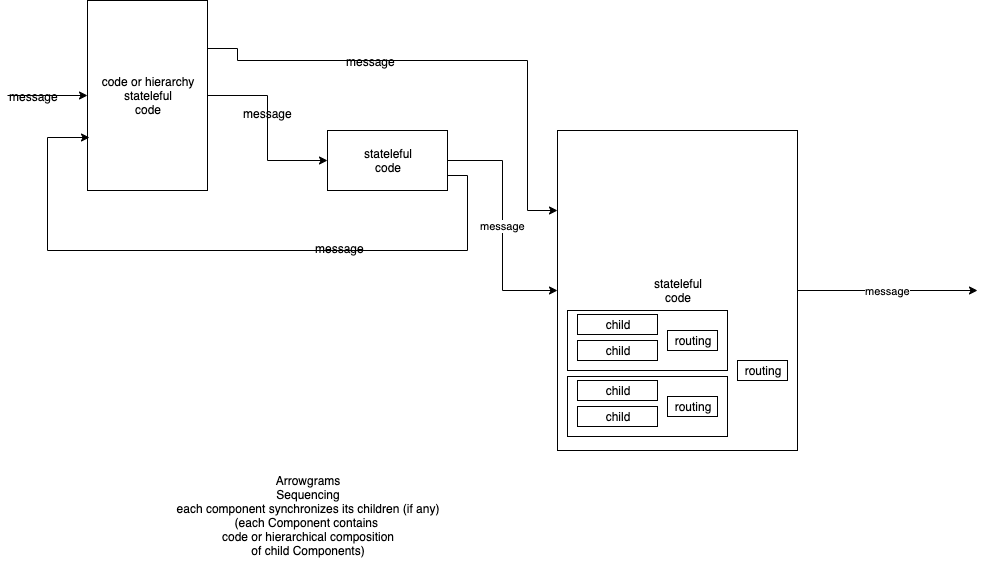 message
code or hierarchy
stateleful
code
message
message
stateleful
code
message
message
stateleful
code
message
child
child
routing
routing
child
child
routing
Arrowgrams
Sequencing
each component synchronizes its children (if any)
(each Component contains
code or hierarchical composition
of child Components)